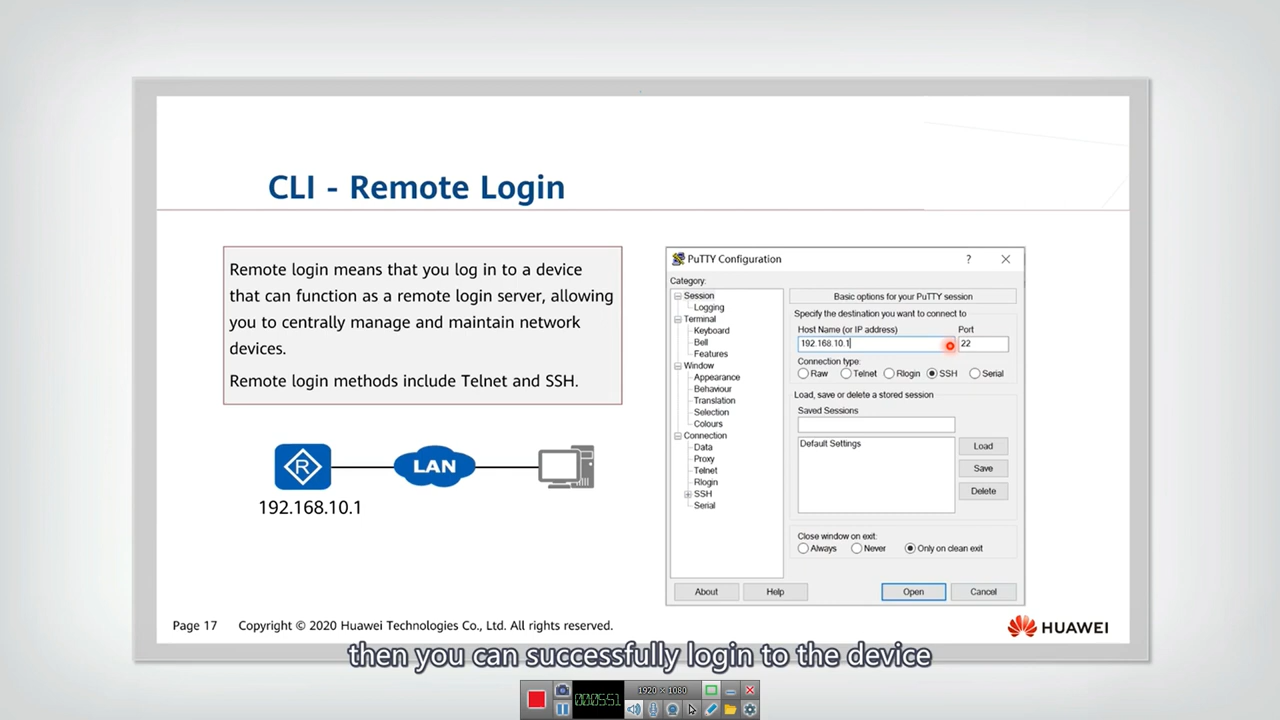 CLI - Remote Login
Remote login means that you log in to a device
that can function as a remote login server, allowing
you to centrally manage and maintain network
devices.
Remote login methods include Telnet and SSH.
R
LAN
192.168.10.1
PuTTY Configuration
?
Category:
Session
Logging
Terminal
Keyboard
Bell
Features
Window
Appearance
Behaviour
Translation
Selection
Colours
Connection
Data
Proxy
Telnet
Rlogin
SSH
Serial
Basic options for your PuTTY session
Specify the destination you want to connect to
Host Name (or IP address) Port
192.168.10.1 22
Connection type:
Raw Telnet Rlogin SSH Serial
Load, save or delete a stored session
Saved Sessions
Default Settings
Load
Save
Delete
Close window on exit:
Always Never Only on clean exit
About Help Open Cancel
Page 17 Copyright © 2020 Huawei Technologies Co., Ltd. All rights reserved.
HUAWEI
then you can successfully login to the device
000551
1920 × 1080